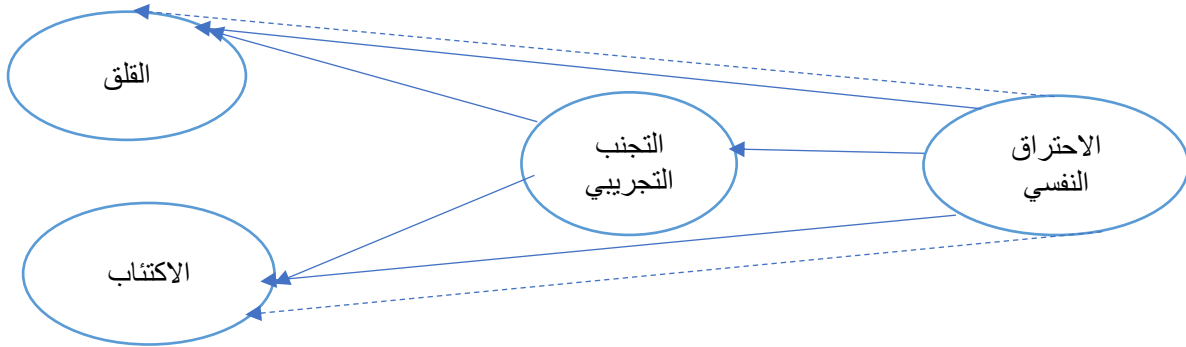 القلق
التجنب
التجريبي
الاحتراق
النفسي
الاكتئاب